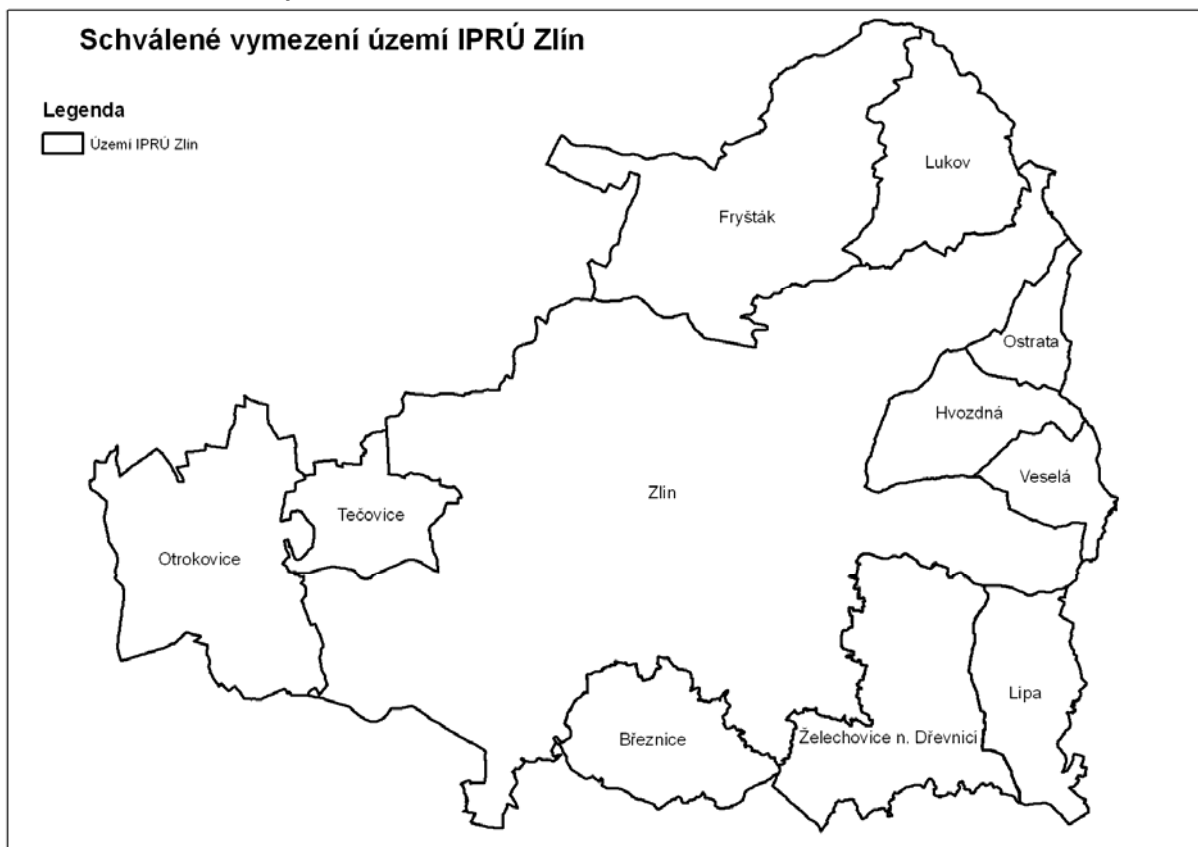 Schválené vymezení území IPRÚ Zlín
Legenda
Území IPRÚ Zlín
Lukov
Fryšták
Ostrata
Hvozdná
Veselá
Zlín
Tečovice
Otrokovice
Lípa
Březnice
Želechovice n. Dřevnicí